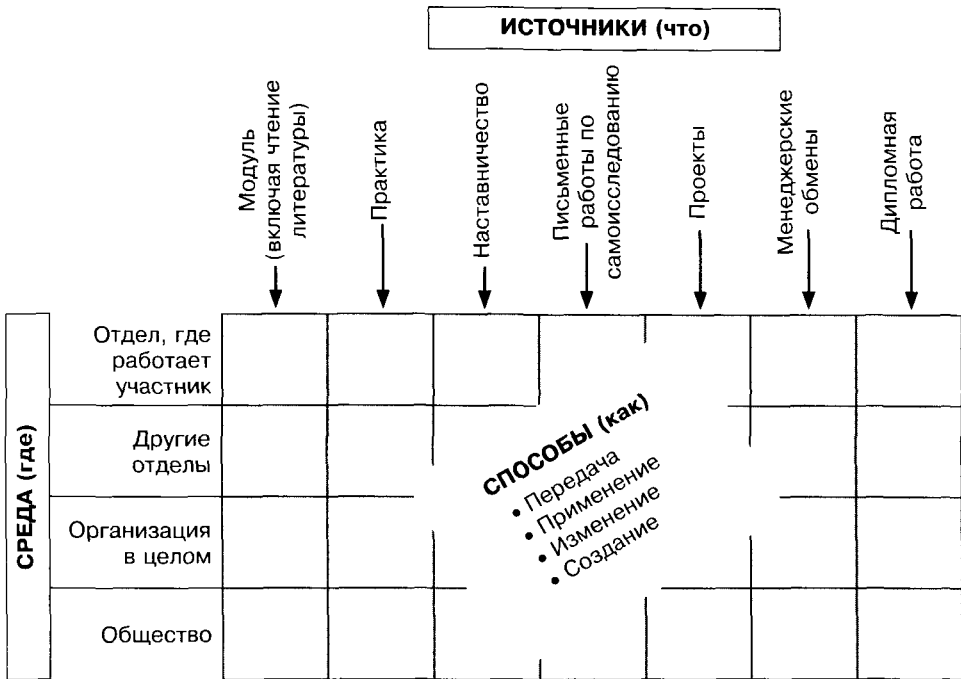 ИСТОЧНИКИ (что)
Модуль
(включая чтение
литературы)
Практика
Наставничество
Письменные
работы по
самоисследованию
Проекты
Менеджерские
обмены
Дипломная
работа
СРЕДА (где)
Отдел, где
работает
участник
Другие
отделы
Организация
в целом
Общество
СПОСОБЫ (как)
• Передача
• Применение
• Изменение
• Создание